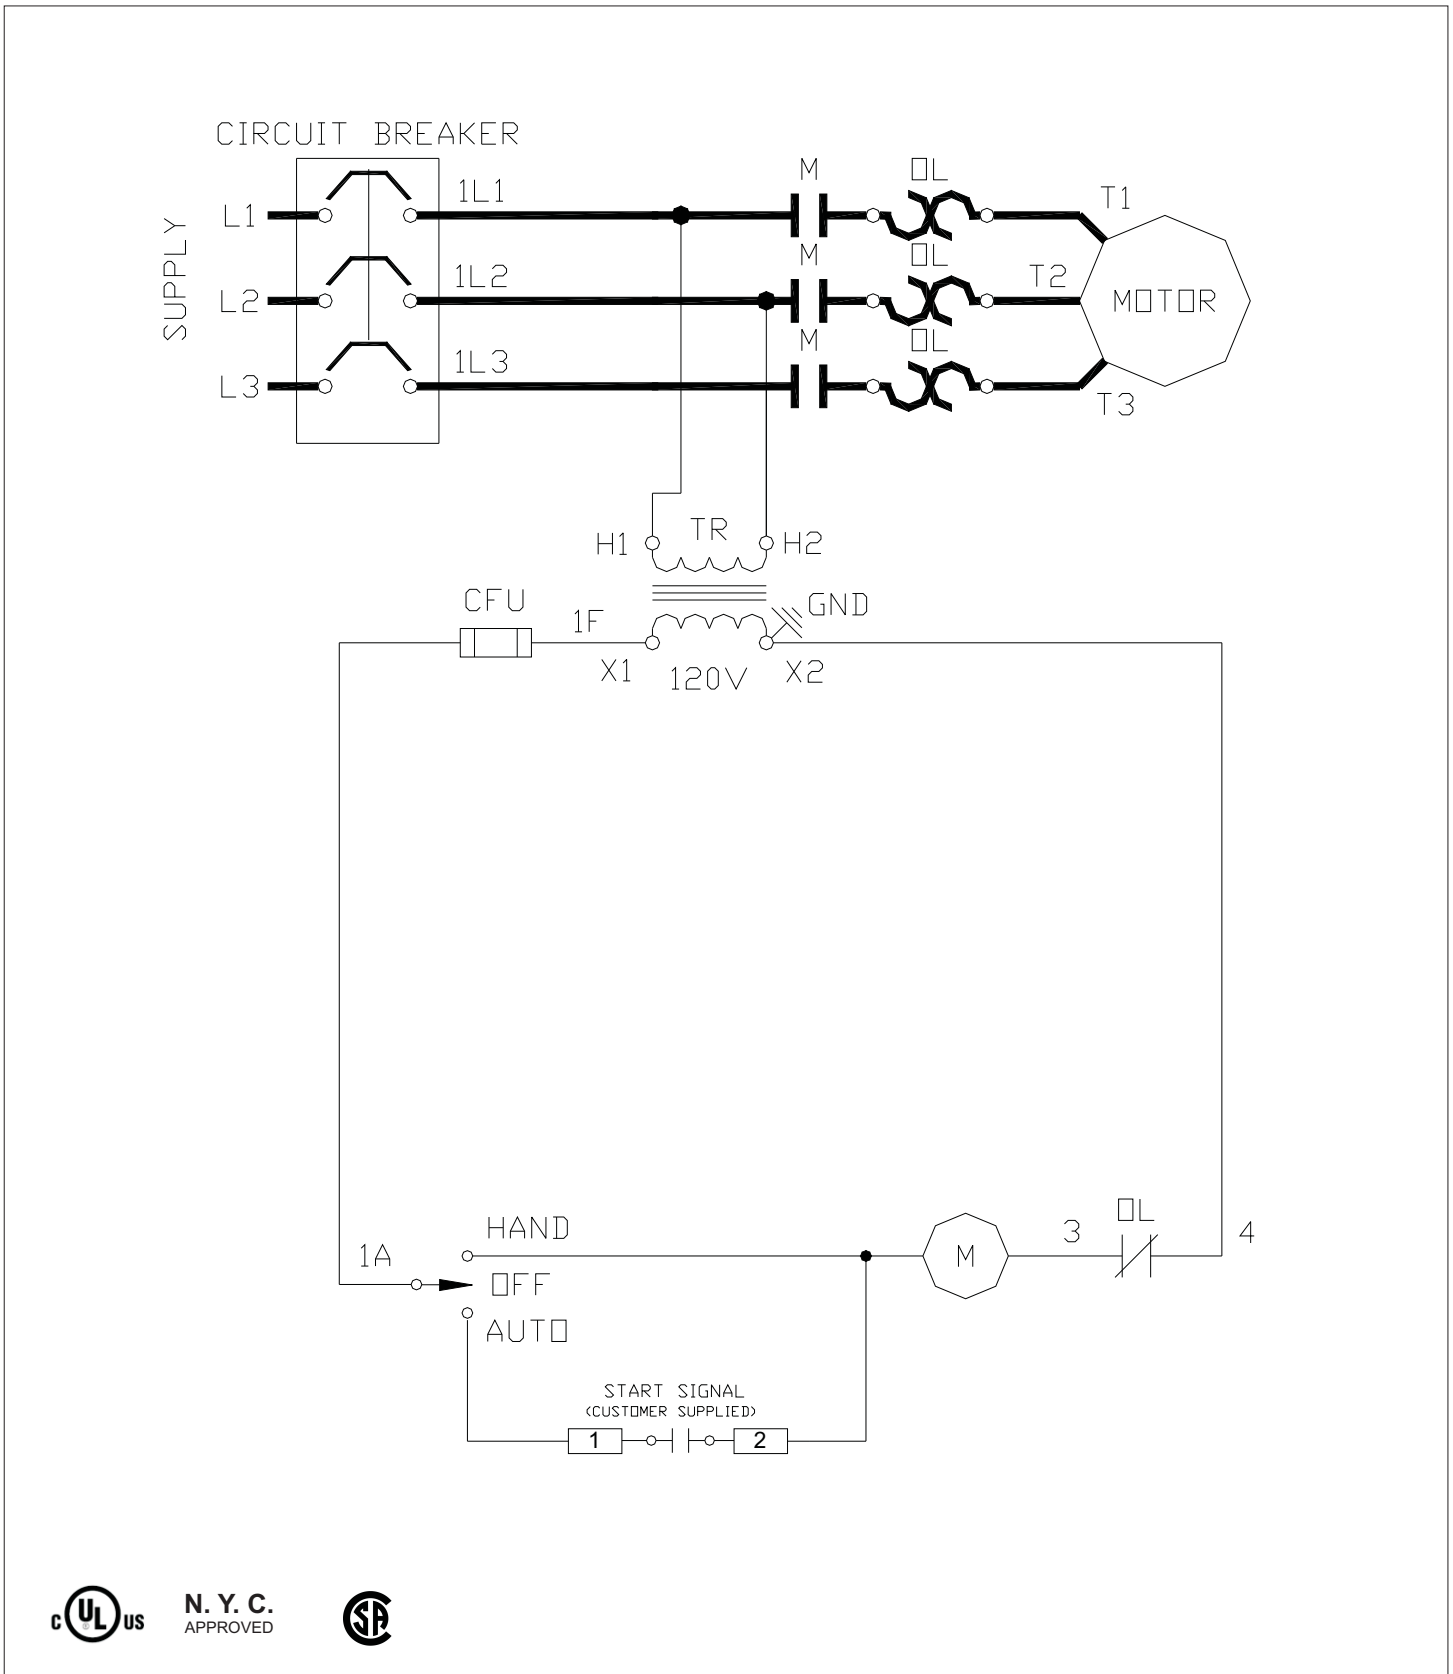 CIRCUIT BREAKER
SUPPLY
L1
1L1
M
OL
T1
L2
1L2
M
OL
T2
MOTOR
L3
1L3
M
OL
T3
H1
TR
H2
CFU
1F
GND
X1
120V
X2
HAND
1A
OFF
AUTO
M
3
OL
4
START SIGNAL
(CUSTOMER SUPPLIED)
1
2
c UL US
N. Y. C.
APPROVED
SA